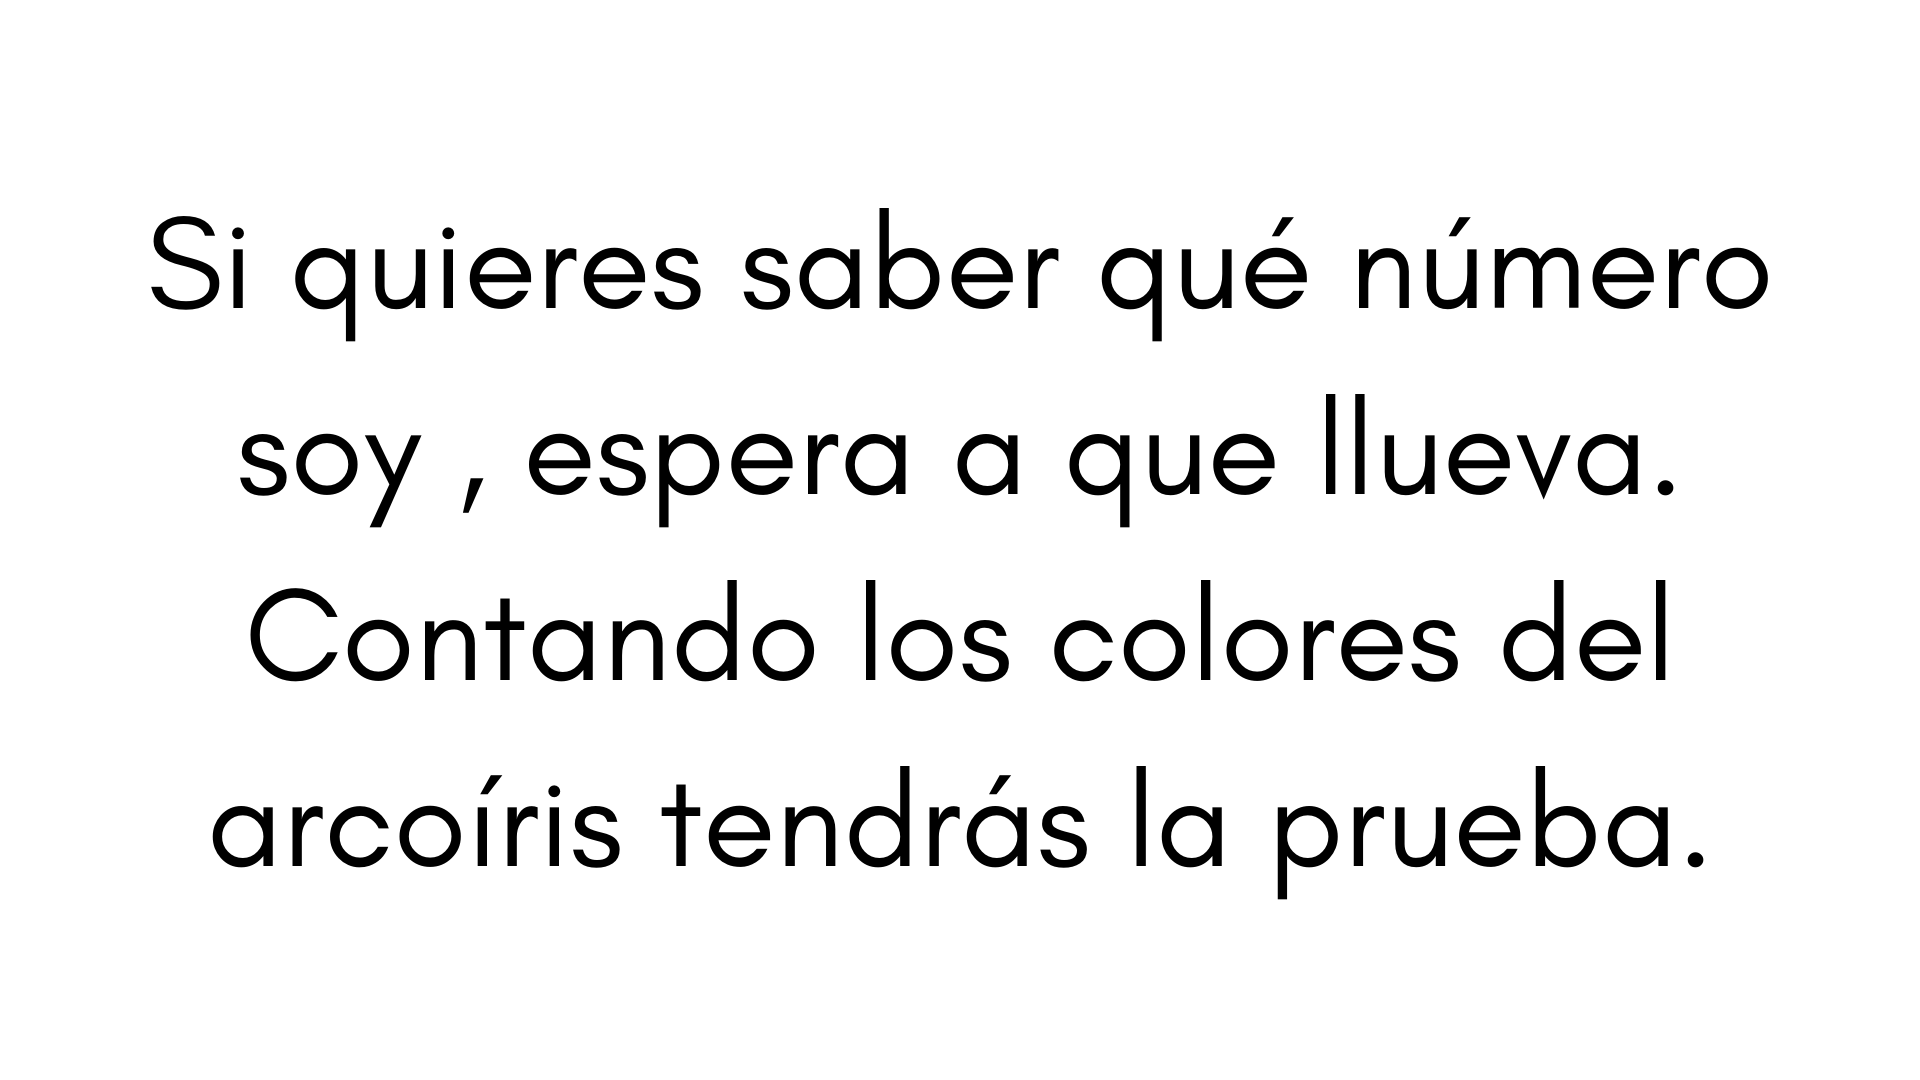 Si quieres saber qué número
soy , espera a que llueva.
Contando los colores del
arcoíris tendrás la prueba.